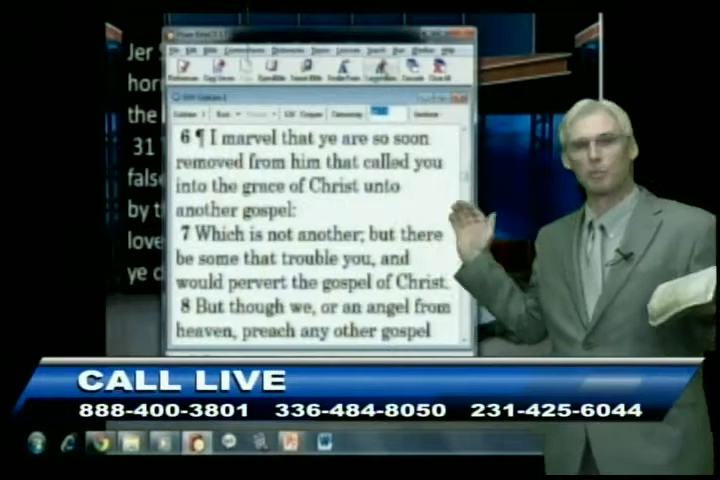 Jer
horr
the
31
false
by t
love
ye d
6 ¶ I marvel that ye are so soon
removed from him that called you
into the grace of Christ unto
another gospel:
7 Which is not another; but there
be some that trouble you, and
would pervert the gospel of Christ.
8 But though we, or an angel from
heaven, preach any other gospel
CALL LIVE
888-400-3801 336-484-8050 231-425-6044